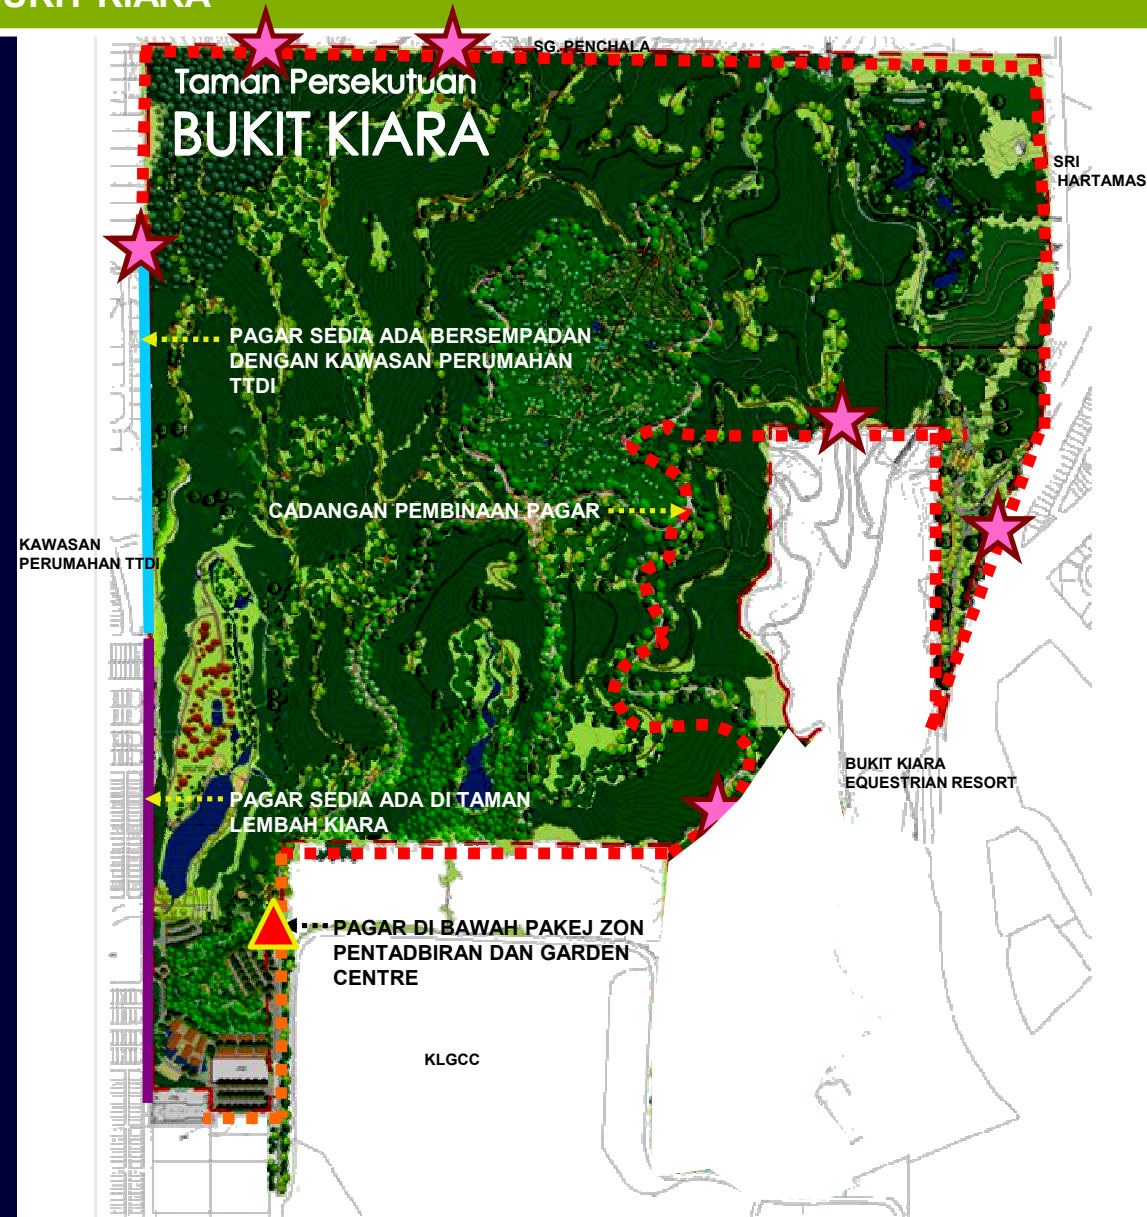 BUKIT KIARA
SG. PENCHALA
Taman Persekutuan
BUKIT KIARA
SRI
HARTAMAS
PAGAR SEDIA ADA BERSEMPADAN
DENGAN KAWASAN PERUMAHAN
TTDI
CADANGAN PEMBINAAN PAGAR
KAWASAN
PERUMAHAN TTDI
BUKIT KIARA
EQUESTRIAN RESORT
PAGAR SEDIA ADA DI TAMAN
LEMBAH KIARA
PAGAR DI BAWAH PAKEJ ZON
PENTADBIRAN DAN GARDEN
CENTRE
KLGCC